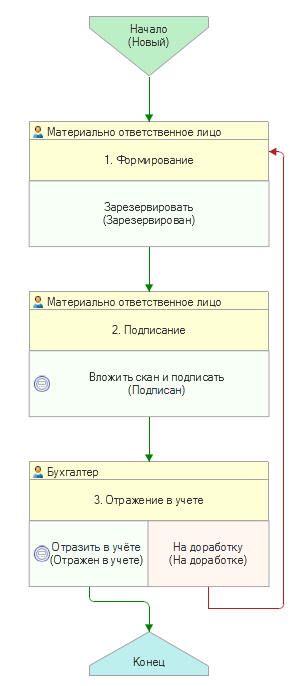 Начало
(Новый)
Материально ответственное лицо
1. Формирование
Зарезервировать
(Зарезервирован)
Материально ответственное лицо
2. Подписание
Вложить скан и подписать
(Подписан)
Бухгалтер
3. Отражение в учете
Отразить в учёте
(Отражен в учете)
На доработку
(На доработке)
Конец